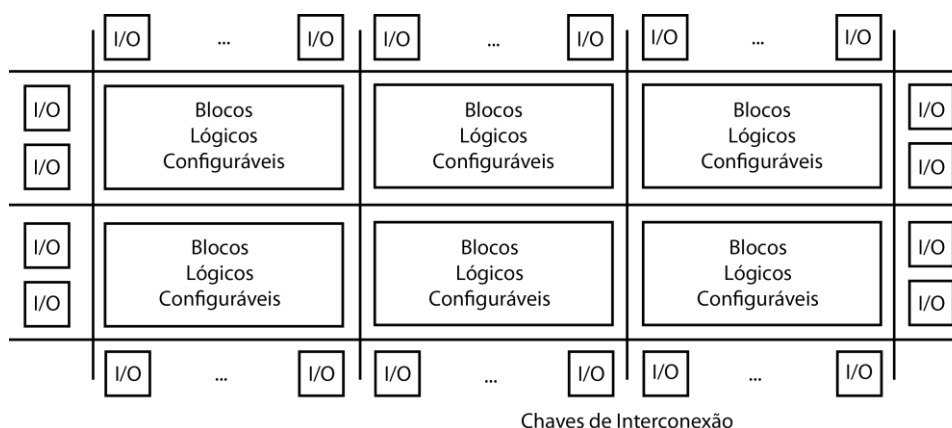 I/O ... I/O I/O ... I/O I/O ... I/O
I/O Blocos Blocos Blocos I/O
Lógicos Lógicos Lógicos
I/O Configuráveis Configuráveis Configuráveis I/O
I/O Blocos Blocos Blocos I/O
Lógicos Lógicos Lógicos
I/O Configuráveis Configuráveis Configuráveis I/O
I/O ... I/O I/O ... I/O I/O ... I/O
Chaves de Interconexão